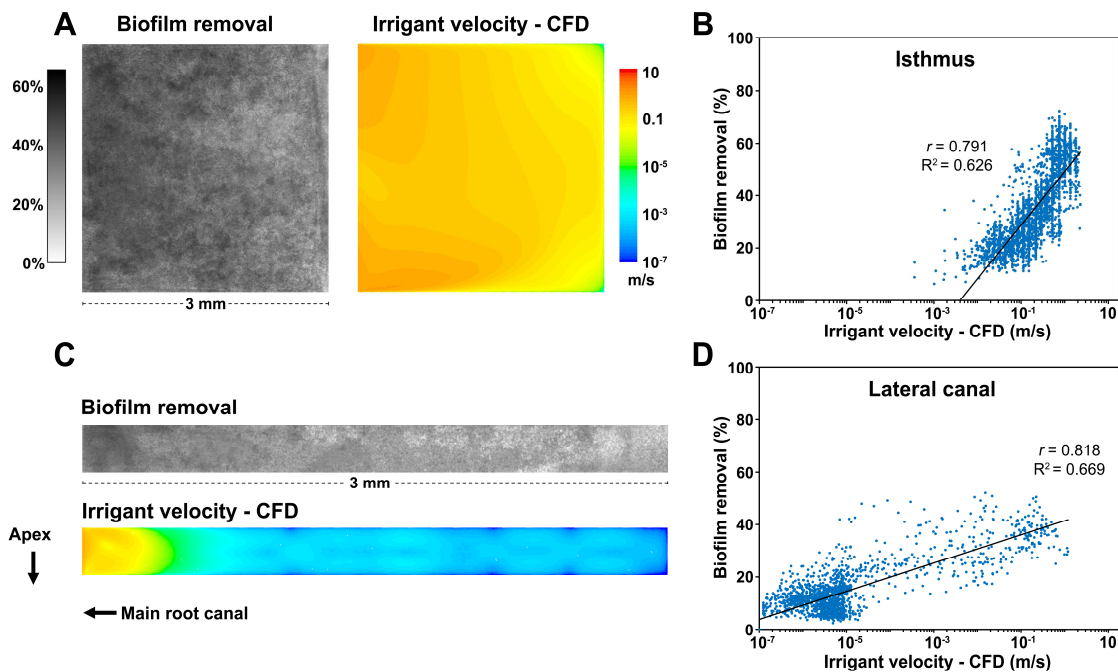 A
Biofilm removal
60%
40%
20%
0%
3 mm
Irrigant velocity - CFD
10
0.1
10-5
10-3
10-7
m/s
B
Isthmus
r = 0.791
R2 = 0.626
Biofilm removal (%)
100
80
60
40
20
0
10-7
10-5
10-3
10-1
10
Irrigant velocity - CFD (m/s)
C
Biofilm removal
3 mm
Irrigant velocity - CFD
Apex
Main root canal
D
Lateral canal
r = 0.818
R2 = 0.669
Biofilm removal (%)
100
80
60
40
20
0
10-7
10-5
10-3
10-1
10
Irrigant velocity - CFD (m/s)